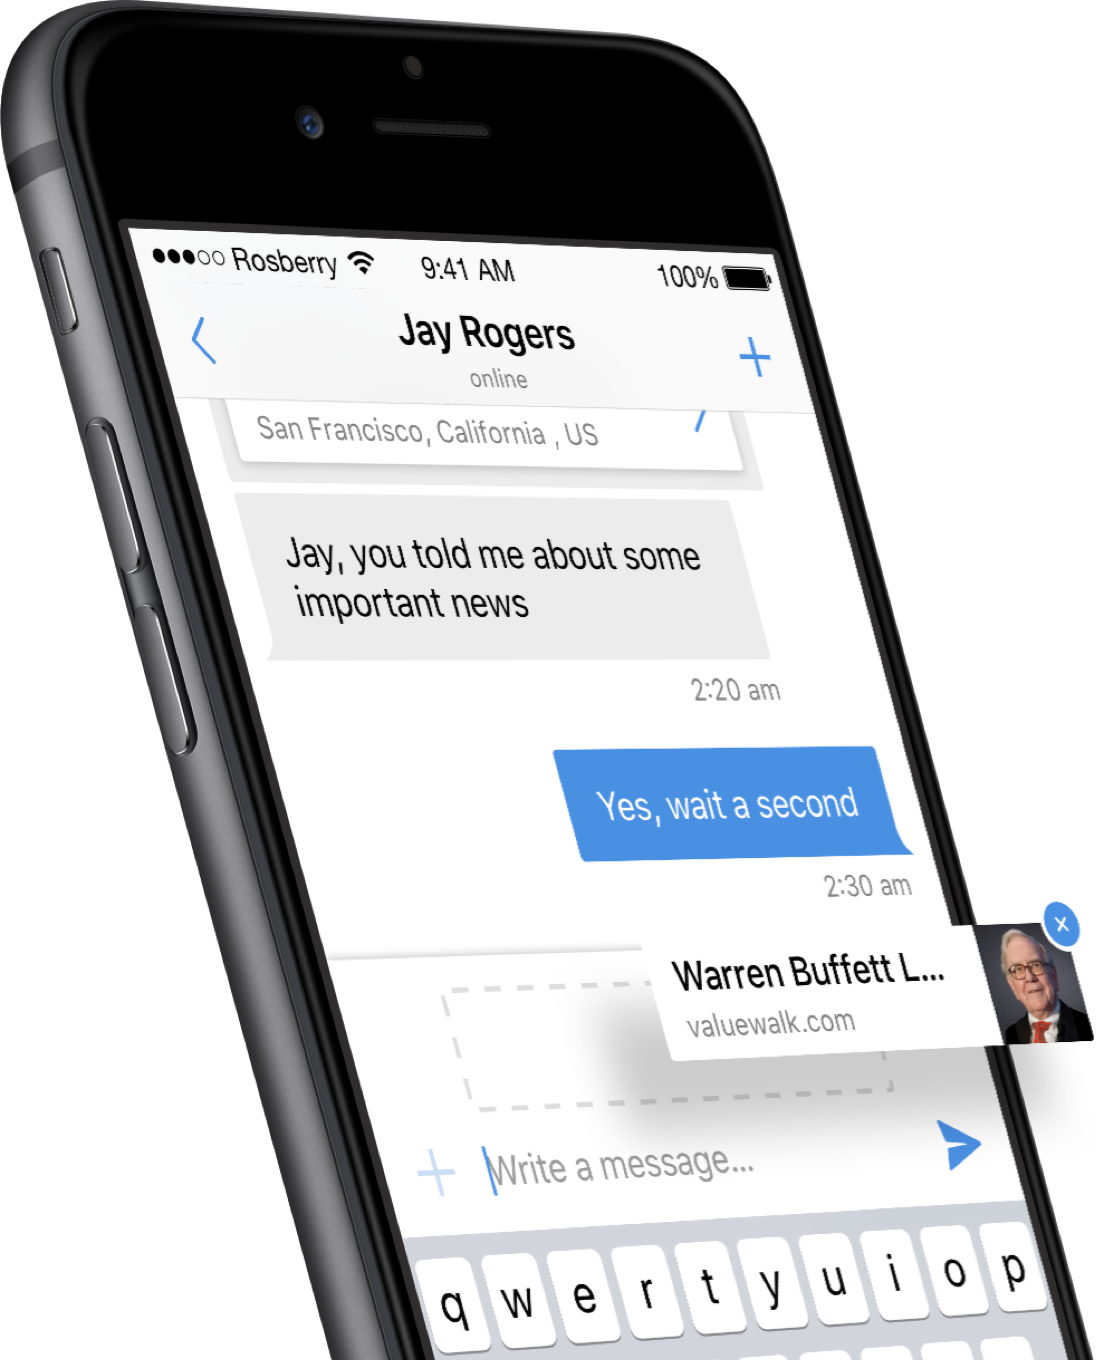 Rosberry 9:41 AM 100%
Jay Rogers
online
San Francisco, California , US
Jay, you told me about some
important news
2:20 am
Yes, wait a second
2:30 am
Warren Buffett L...
valuewalk.com
Write a message...
q w e r t y u i o p